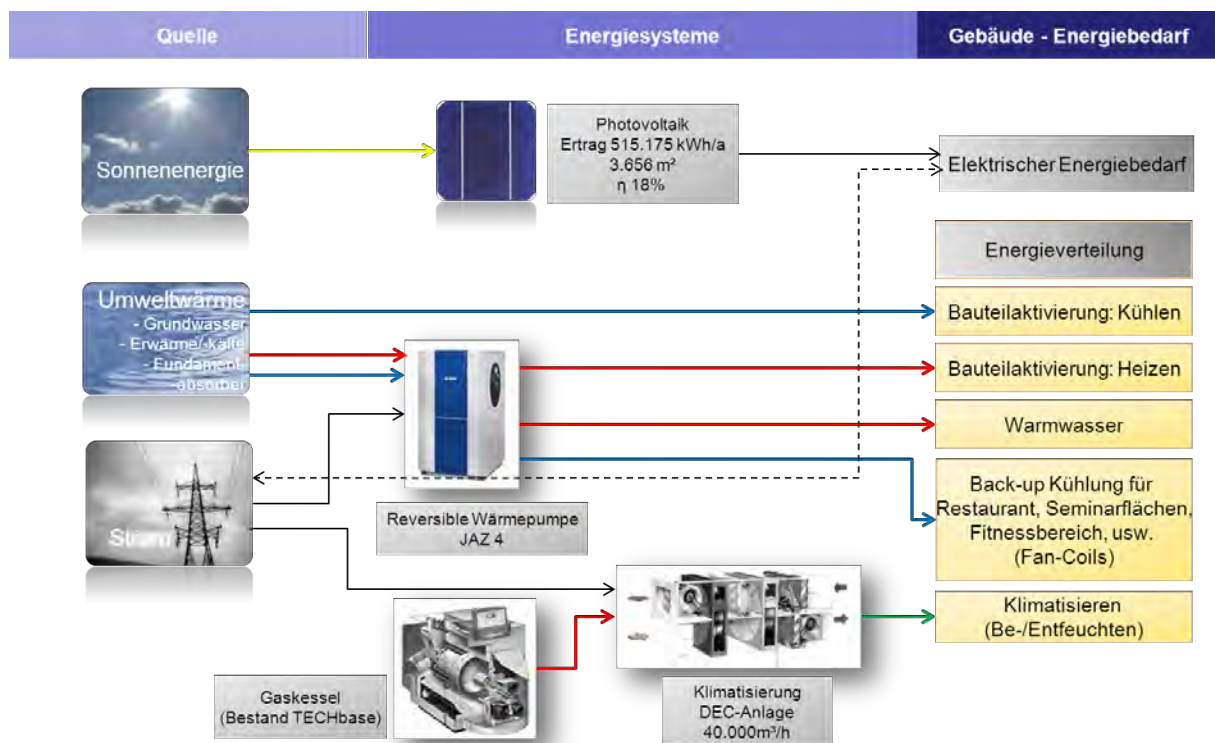 Quelle
Energiesysteme
Gebäude - Energiebedarf
Sonnenenergie
Photovoltaik
Ertrag 515.175 kWh/a
3.656 m²
η 18%
Elektrischer Energiebedarf
Energieverteilung
Umweltwärme
- Grundwasser
- Erwärme/-kälte
- Fundament-
-absorber
Bauteilaktivierung: Kühlen
Bauteilaktivierung: Heizen
Warmwasser
Strom
Reversible Wärmepumpe
JAZ 4
Back-up Kühlung für
Restaurant, Seminarflächen,
Fitnessbereich, usw.
(Fan-Coils)
Klimatisieren
(Be-/Entfeuchten)
Gaskessel
(Bestand TECHbase)
Klimatisierung
DEC-Anlage
40.000m³/h